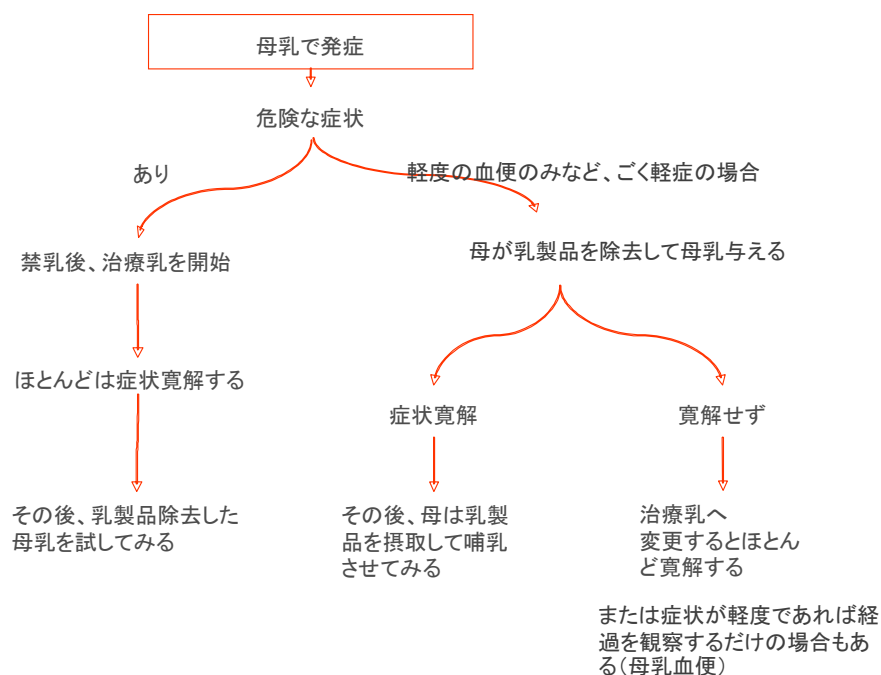 母乳で発症
危険な症状
あり
軽度の血便のみなど、ごく軽症の場合
禁乳後、治療乳を開始
母が乳製品を除去して母乳与える
ほとんどは症状寛解する
症状寛解
寛解せず
その後、乳製品除去した
母乳を試してみる
その後、母は乳製
品を摂取して哺乳
させてみる
治療乳へ
変更するとほとん
ど寛解する
または症状が軽度であれば経
過を観察するだけの場合もあ
る(母乳血便)